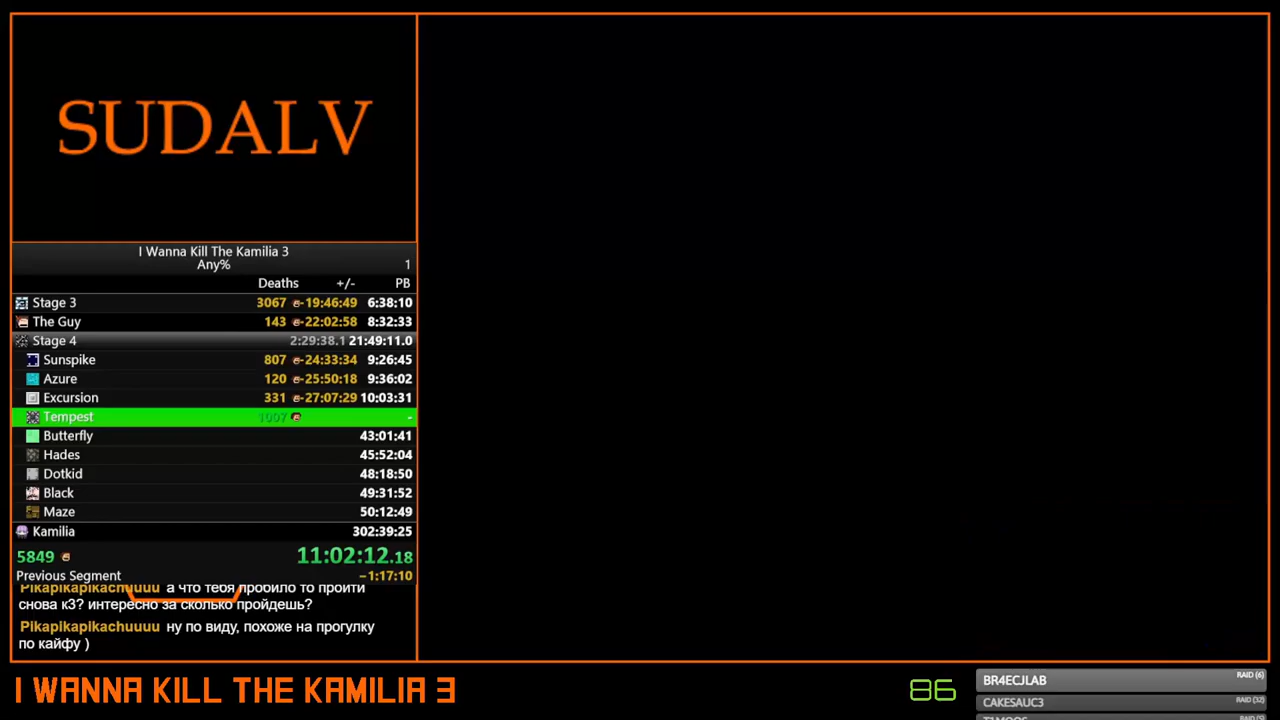 SUDALV
I Wanna Kill The Kamilia 3
Any% 1
Deaths +/- PB
Stage 3 3067 -19:46:49 6:38:10
The Guy 143 -22:02:58 8:32:33
Stage 4 2:29:38.1 21:49:11.0
Sunspike 807 -24:33:34 9:26:45
Azure 120 -25:50:18 9:36:02
Excursion 331 -27:07:29 10:03:31
Tempest 1007 -
Butterfly 43:01:41
Hades 45:52:04
Dotkid 48:18:50
Black 49:31:52
Maze 50:12:49
Kamilia 302:39:25
5849 11:02:12.18
Previous Segment -1:17:10
Pikapikapikachuuuu а что тебя пробило то пройти
снова к3? интересно за сколько пройдешь?
Pikapikapikachuuuu ну по виду, похоже на прогулку
по кайфу )
I WANNA KILL THE KAMILIA 3
86
BR4ECJLAB RAID (6)
CAKESAUC3 RAID (32)